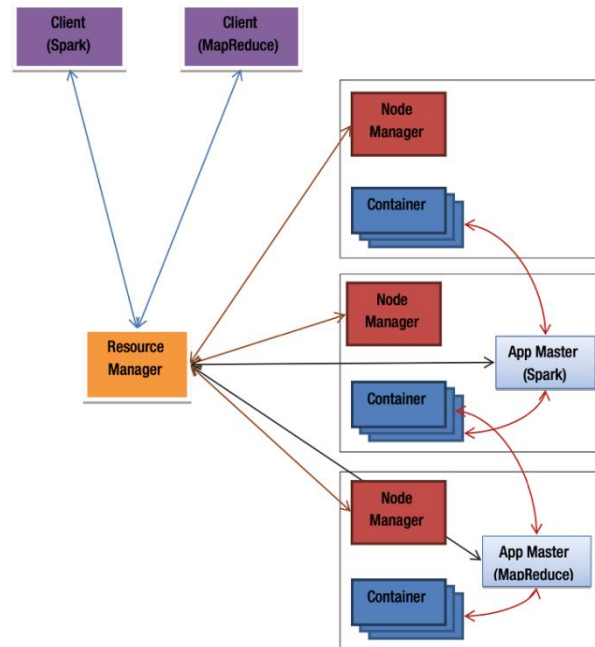 Client
(Spark)
Client
(MapReduce)
Node
Manager
Container
Node
Manager
Resource
Manager
App Master
(Spark)
Container
Node
Manager
App Master
(MapReduce)
Container